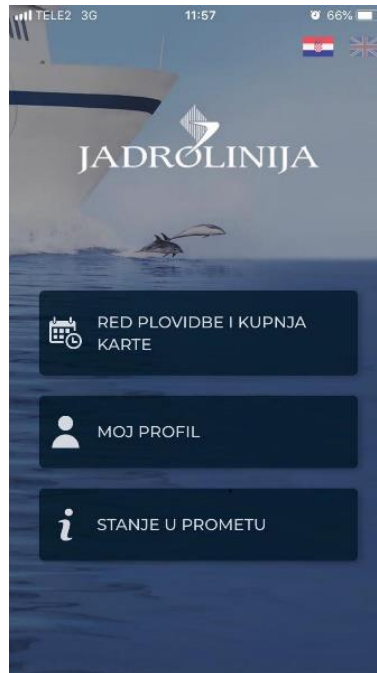 TELE2 3G 11:57 66%
JADROLINIJA
RED PLOVIDBE I KUPNJA
KARTE
MOJ PROFIL
STANJE U PROMETU